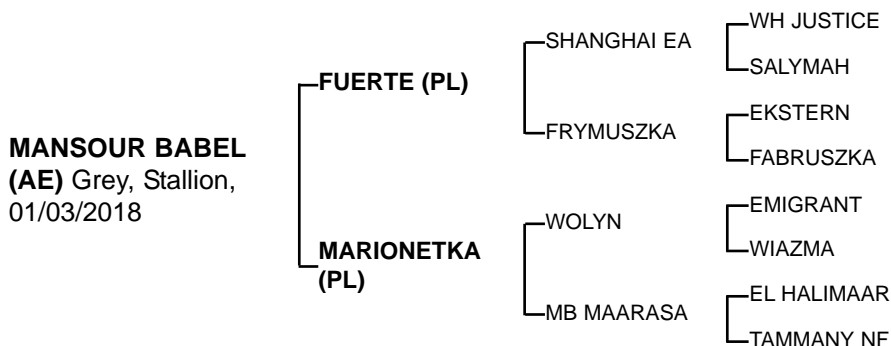 MANSOUR BABEL
(AE) Grey, Stallion,
01/03/2018
FUERTE (PL)
MARIONETKA
(PL)
SHANGHAI EA
FRYMUSZKA
WOLYN
MB MAARASA
WH JUSTICE
SALYMAH
EKSTERN
FABRUSZKA
EMIGRANT
WIAZMA
EL HALIMAAR
TAMMANY NF